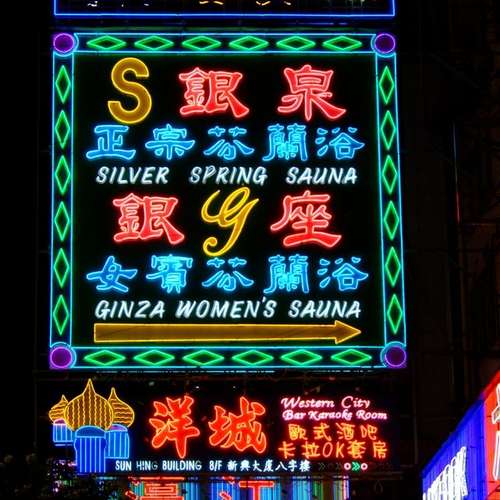 S 銀泉
正宗芬蘭浴
SILVER SPRING SAUNA
銀 G 座
女賓芬蘭浴
GINZA WOMEN'S SAUNA
洋城
Western City
Bar Karaoke Room
歐式酒吧
卡拉OK套房
SUN HING BUILDING 8/F 新興大廈八字樓